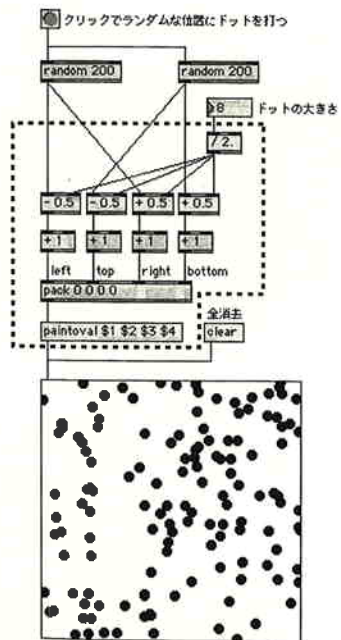 クリックでランダムな位置にドットを打つ
random 200
random 200
8
ドットの大きさ
/ 2.
- 0.5
- 0.5
+ 0.5
+ 0.5
+ 1
+ 1
+ 1
+ 1
left
top
right
bottom
pack 0 0 0 0
全消去
paintoval $1 $2 $3 $4
clear